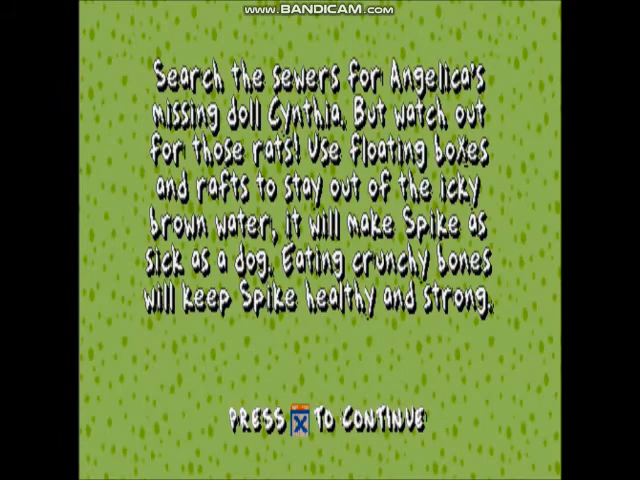 www.BANDICAM.com
Search the sewers for Angelica's
missing doll Cynthia. But watch out
for those rats! Use floating boxes
and rafts to stay out of the icky
brown water, it will make Spike as
sick as a dog. Eating crunchy bones
will keep Spike healthy and strong.
PRESS X TO CONTINUE